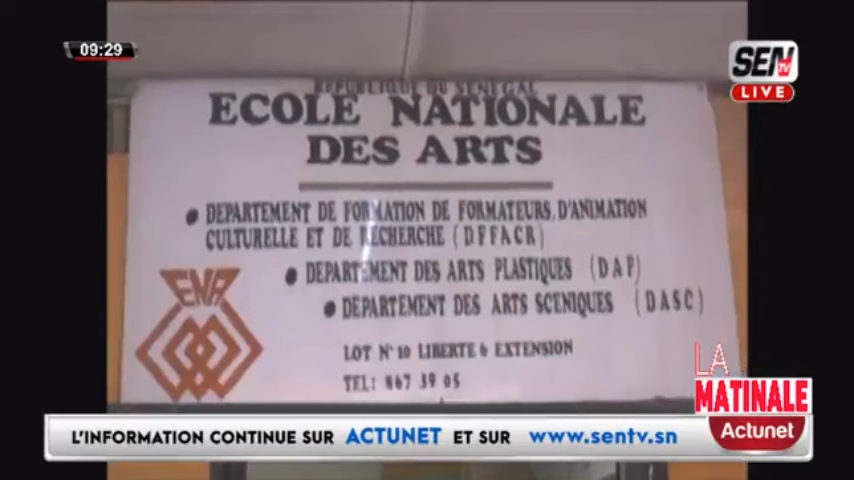 09:29
SEN TV
LIVE
REPUBLIQUE DU SENEGAL
ECOLE NATIONALE
DES ARTS
● DEPARTEMENT DE FORMATION DE FORMATEURS, D'ANIMATION
CULTURELLE ET DE RECHERCHE (DFFACR)
● DEPARTEMENT DES ARTS PLASTIQUES (DAP)
● DEPARTEMENT DES ARTS SCENIQUES (DASC)
ENA
LOT N° 10 LIBERTE 6 EXTENSION
TEL: 867 39 05
LA
MATINALE
Actunet
L'INFORMATION CONTINUE SUR ACTUNET ET SUR www.sentv.sn